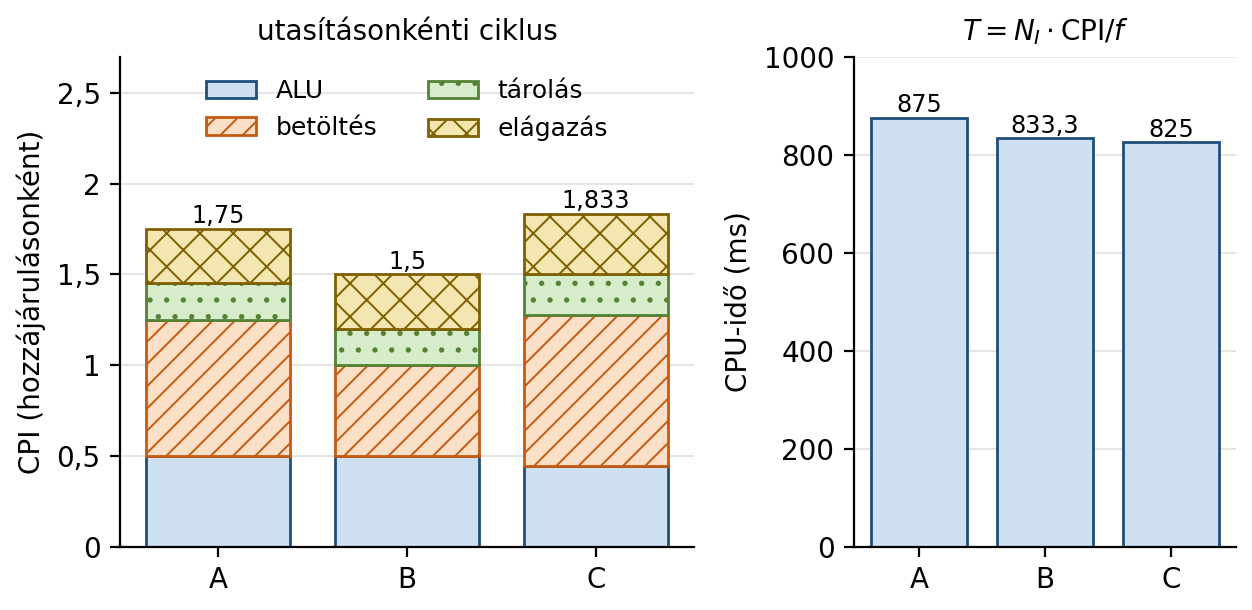 utasításonkénti ciklus
ALU
betöltés
tárolás
elágazás
CPI (hozzájárulásonként)
2,5
2
1,5
1
0,5
0
1,75
1,5
1,833
A
B
C
T = N_I · CPI/f
CPU-idő (ms)
1000
800
600
400
200
0
875
833,3
825
A
B
C